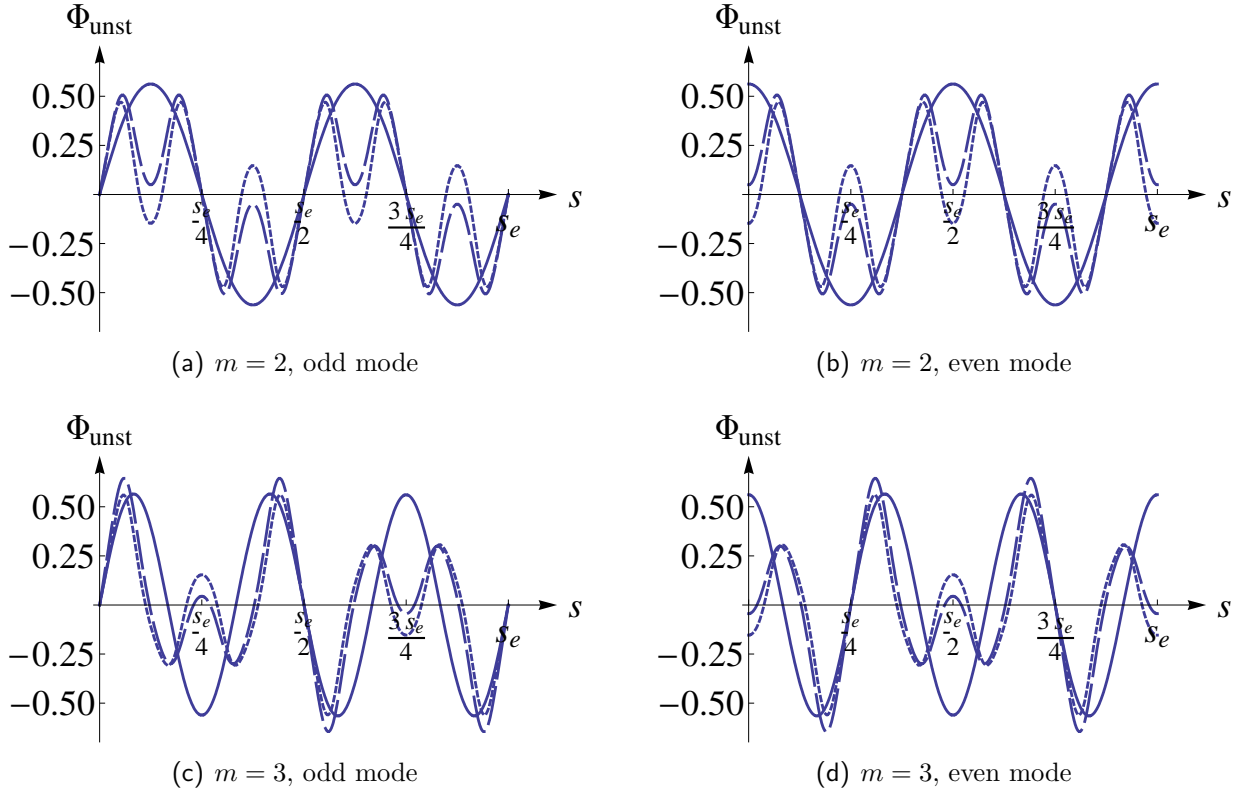 Φunst
0.50
0.25
−0.25
−0.50
se/4
se/2
3 se/4
se
s
(a) m = 2, odd mode
Φunst
0.50
0.25
−0.25
−0.50
se/4
se/2
3 se/4
se
s
(b) m = 2, even mode
Φunst
0.50
0.25
−0.25
−0.50
se/4
se/2
3 se/4
se
s
(c) m = 3, odd mode
Φunst
0.50
0.25
−0.25
−0.50
se/4
se/2
3 se/4
se
s
(d) m = 3, even mode